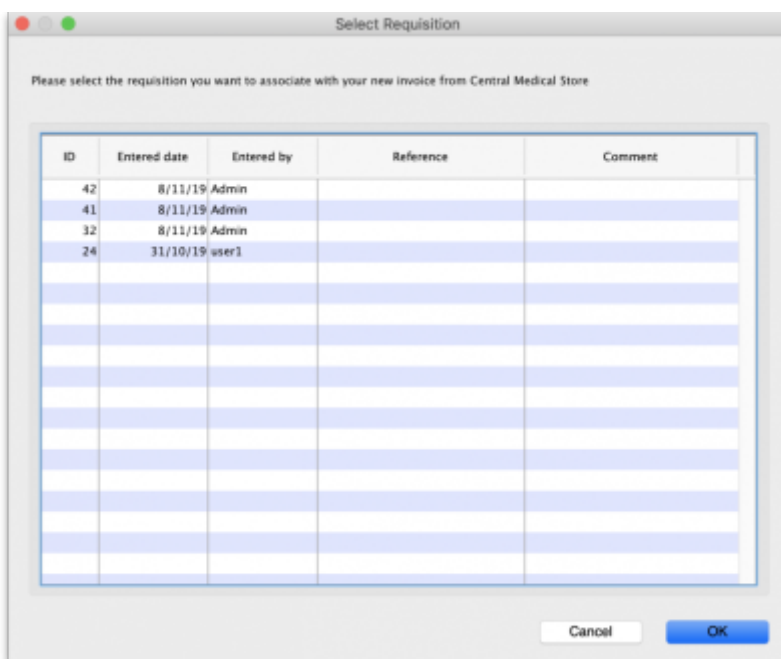 Select Requisition
Please select the requisition you want to associate with your new invoice from Central Medical Store
ID Entered date Entered by Reference Comment
42 8/11/19 Admin
41 8/11/19 Admin
32 8/11/19 Admin
24 31/10/19 user1
Cancel OK